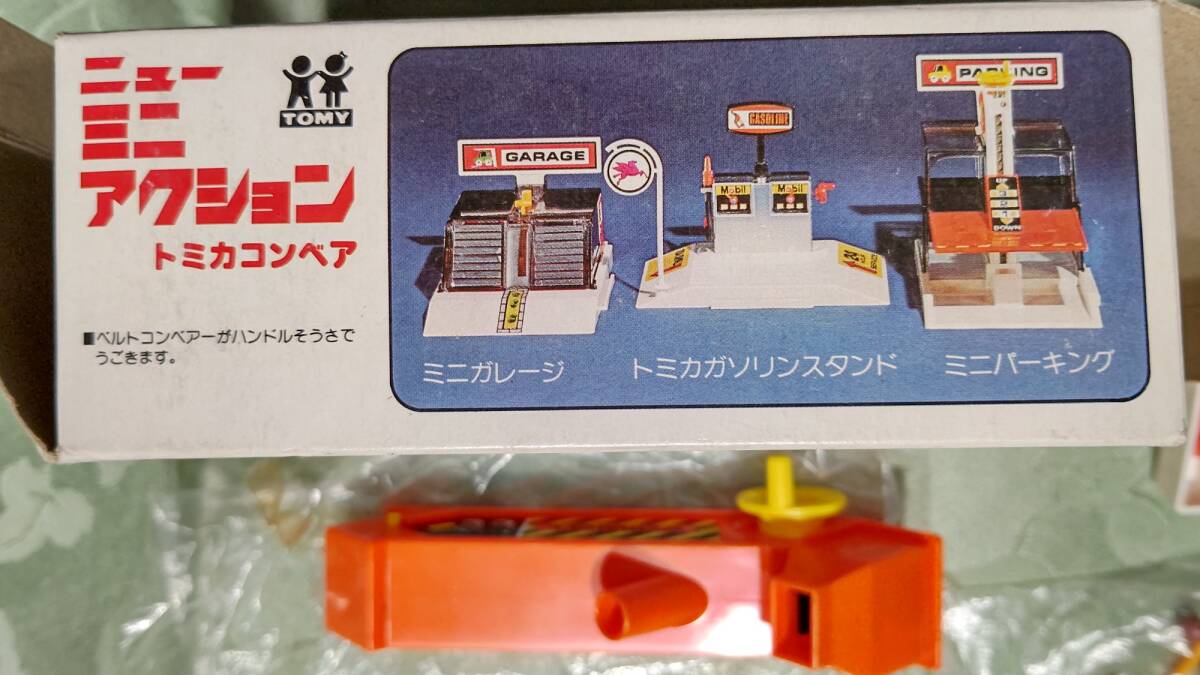 ニュー
ミニ
アクション
トミカコンベア
TOMY
■ベルトコンベアーがハンドルそうさで
うごきます。
GARAGE
GASOLINE
Mobil
Mobil
PARKING
UP
DOWN
ミニガレージ
トミカガソリンスタンド
ミニパーキング